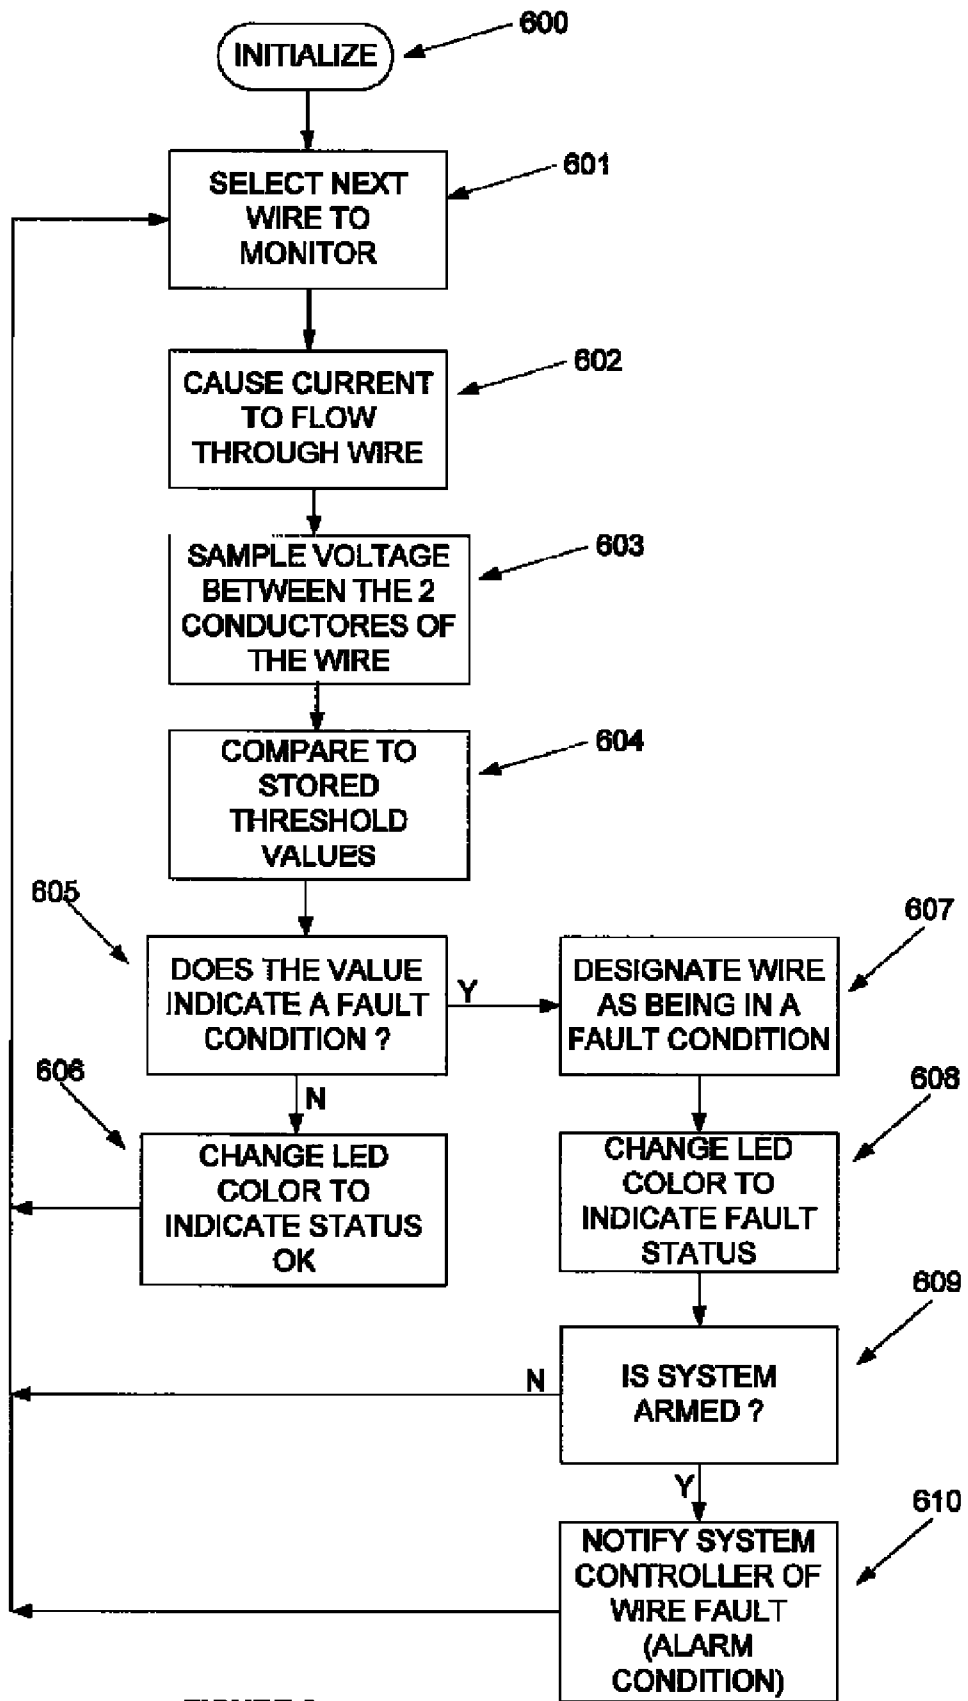 600
INITIALIZE
601
SELECT NEXT
WIRE TO
MONITOR
602
CAUSE CURRENT
TO FLOW
THROUGH WIRE
603
SAMPLE VOLTAGE
BETWEEN THE 2
CONDUCTORES OF
THE WIRE
604
COMPARE TO
STORED
THRESHOLD
VALUES
605
DOES THE VALUE
INDICATE A FAULT
CONDITION ?
Y
607
DESIGNATE WIRE
AS BEING IN A
FAULT CONDITION
N
606
CHANGE LED
COLOR TO
INDICATE STATUS
OK
608
CHANGE LED
COLOR TO
INDICATE FAULT
STATUS
609
N
IS SYSTEM
ARMED ?
Y
610
NOTIFY SYSTEM
CONTROLLER OF
WIRE FAULT
(ALARM
CONDITION)